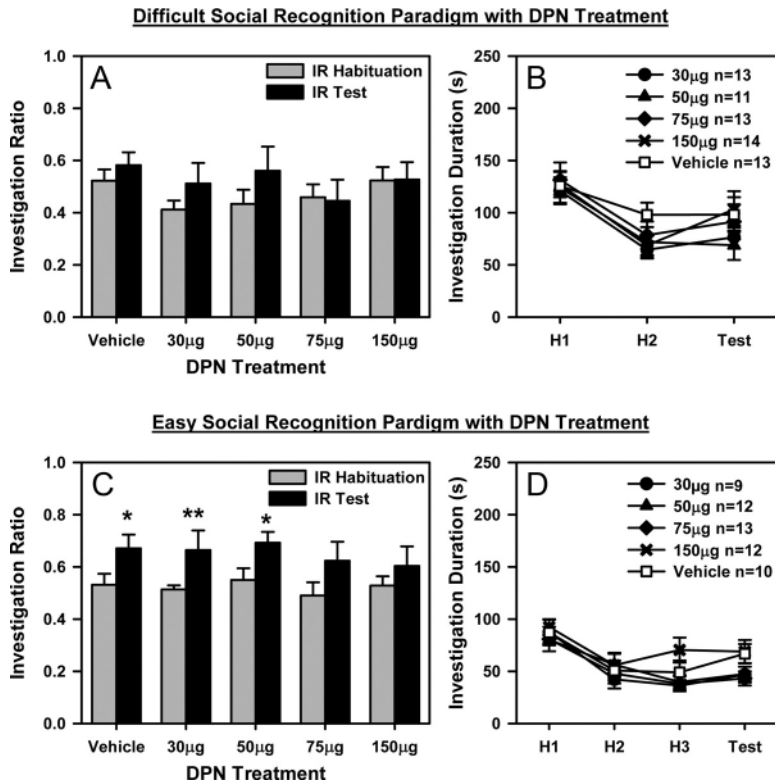 Difficult Social Recognition Paradigm with DPN Treatment
A
IR Habituation
IR Test
Investigation Ratio
1.0
0.8
0.6
0.4
0.2
0.0
Vehicle 30μg 50μg 75μg 150μg
DPN Treatment
B
30μg n=13
50μg n=11
75μg n=13
150μg n=14
Vehicle n=13
Investigation Duration (s)
250
200
150
100
50
0
H1 H2 Test
Easy Social Recognition Pardigm with DPN Treatment
C
IR Habituation
IR Test
* ** *
Investigation Ratio
1.0
0.8
0.6
0.4
0.2
0.0
Vehicle 30μg 50μg 75μg 150μg
DPN Treatment
D
30μg n=9
50μg n=12
75μg n=13
150μg n=12
Vehicle n=10
Investigation Duration (s)
250
200
150
100
50
0
H1 H2 H3 Test